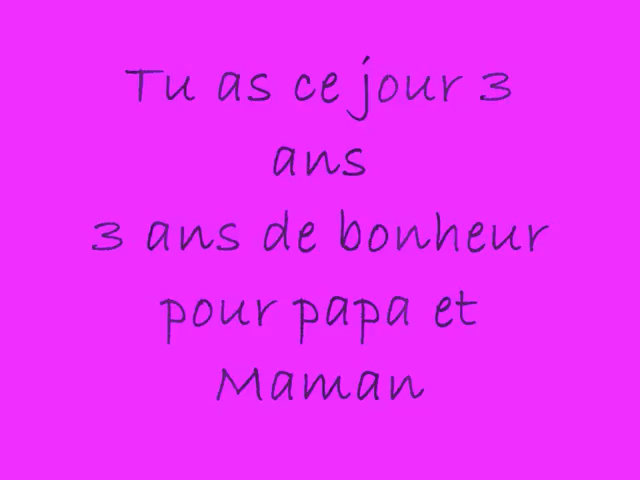 Tu as ce jour 3
ans
3 ans de bonheur
pour papa et
Maman